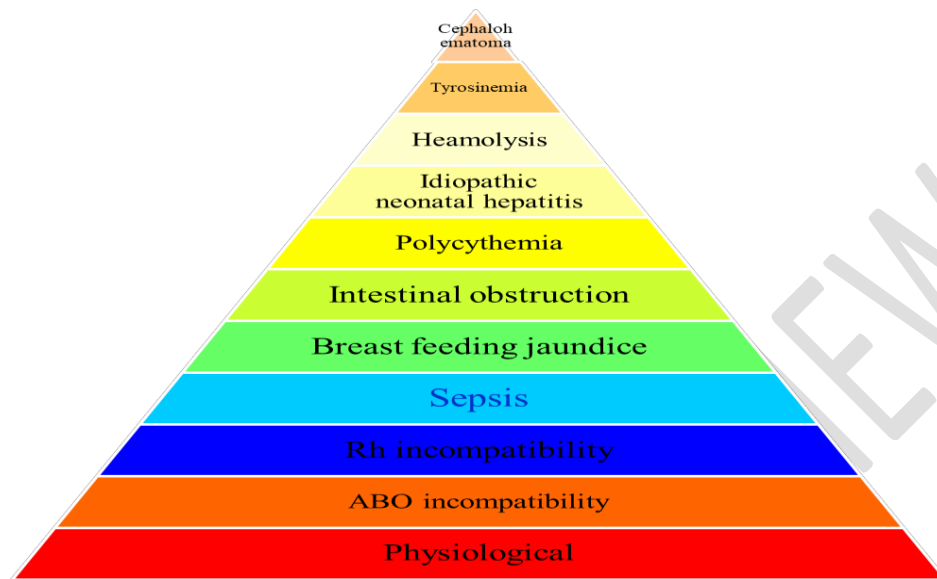 Cephaloh
ematoma
Tyrosinemia
Heamolysis
Idiopathic
neonatal hepatitis
Polycythemia
Intestinal obstruction
Breast feeding jaundice
Sepsis
Rh incompatibility
ABO incompatibility
Physiological